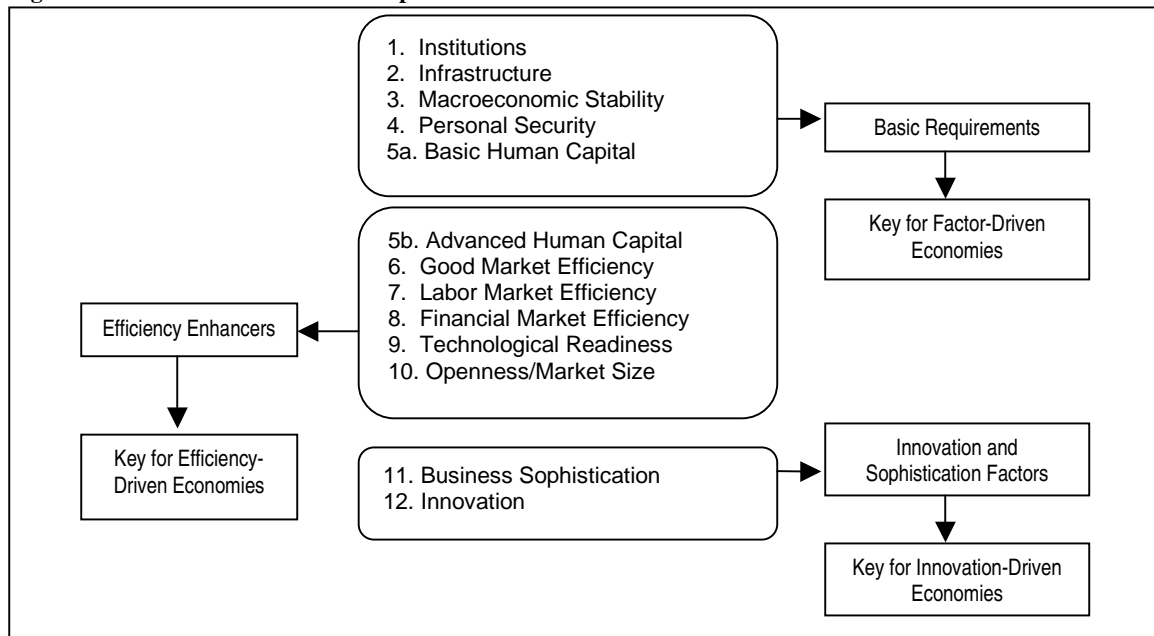 1. Institutions
2. Infrastructure
3. Macroeconomic Stability
4. Personal Security
5a. Basic Human Capital
Basic Requirements
Key for Factor-Driven
Economies
5b. Advanced Human Capital
6. Good Market Efficiency
7. Labor Market Efficiency
8. Financial Market Efficiency
9. Technological Readiness
10. Openness/Market Size
Efficiency Enhancers
Key for Efficiency-
Driven Economies
11. Business Sophistication
12. Innovation
Innovation and
Sophistication Factors
Key for Innovation-Driven
Economies